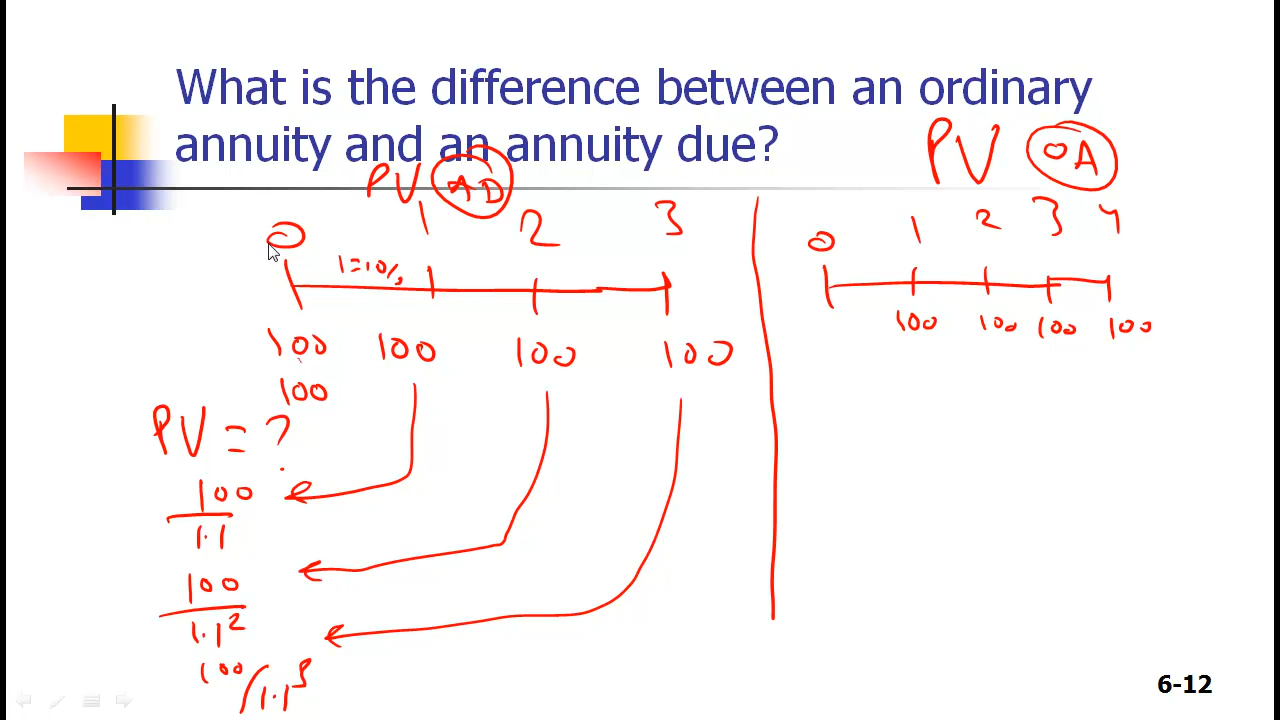 What is the difference between an ordinary
annuity and an annuity due?
PV AD
PV OA
0 1 2 3
i=10%
100 100 100 100
100
PV = ?
100
1.1
100
1.1²
100
/1.1³
0 1 2 3 4
100 100 100 100
6-12